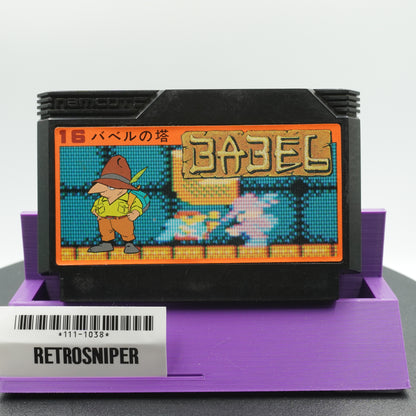 namcot
16 バベルの塔
BABEL
*111-1038*
RETROSNIPER